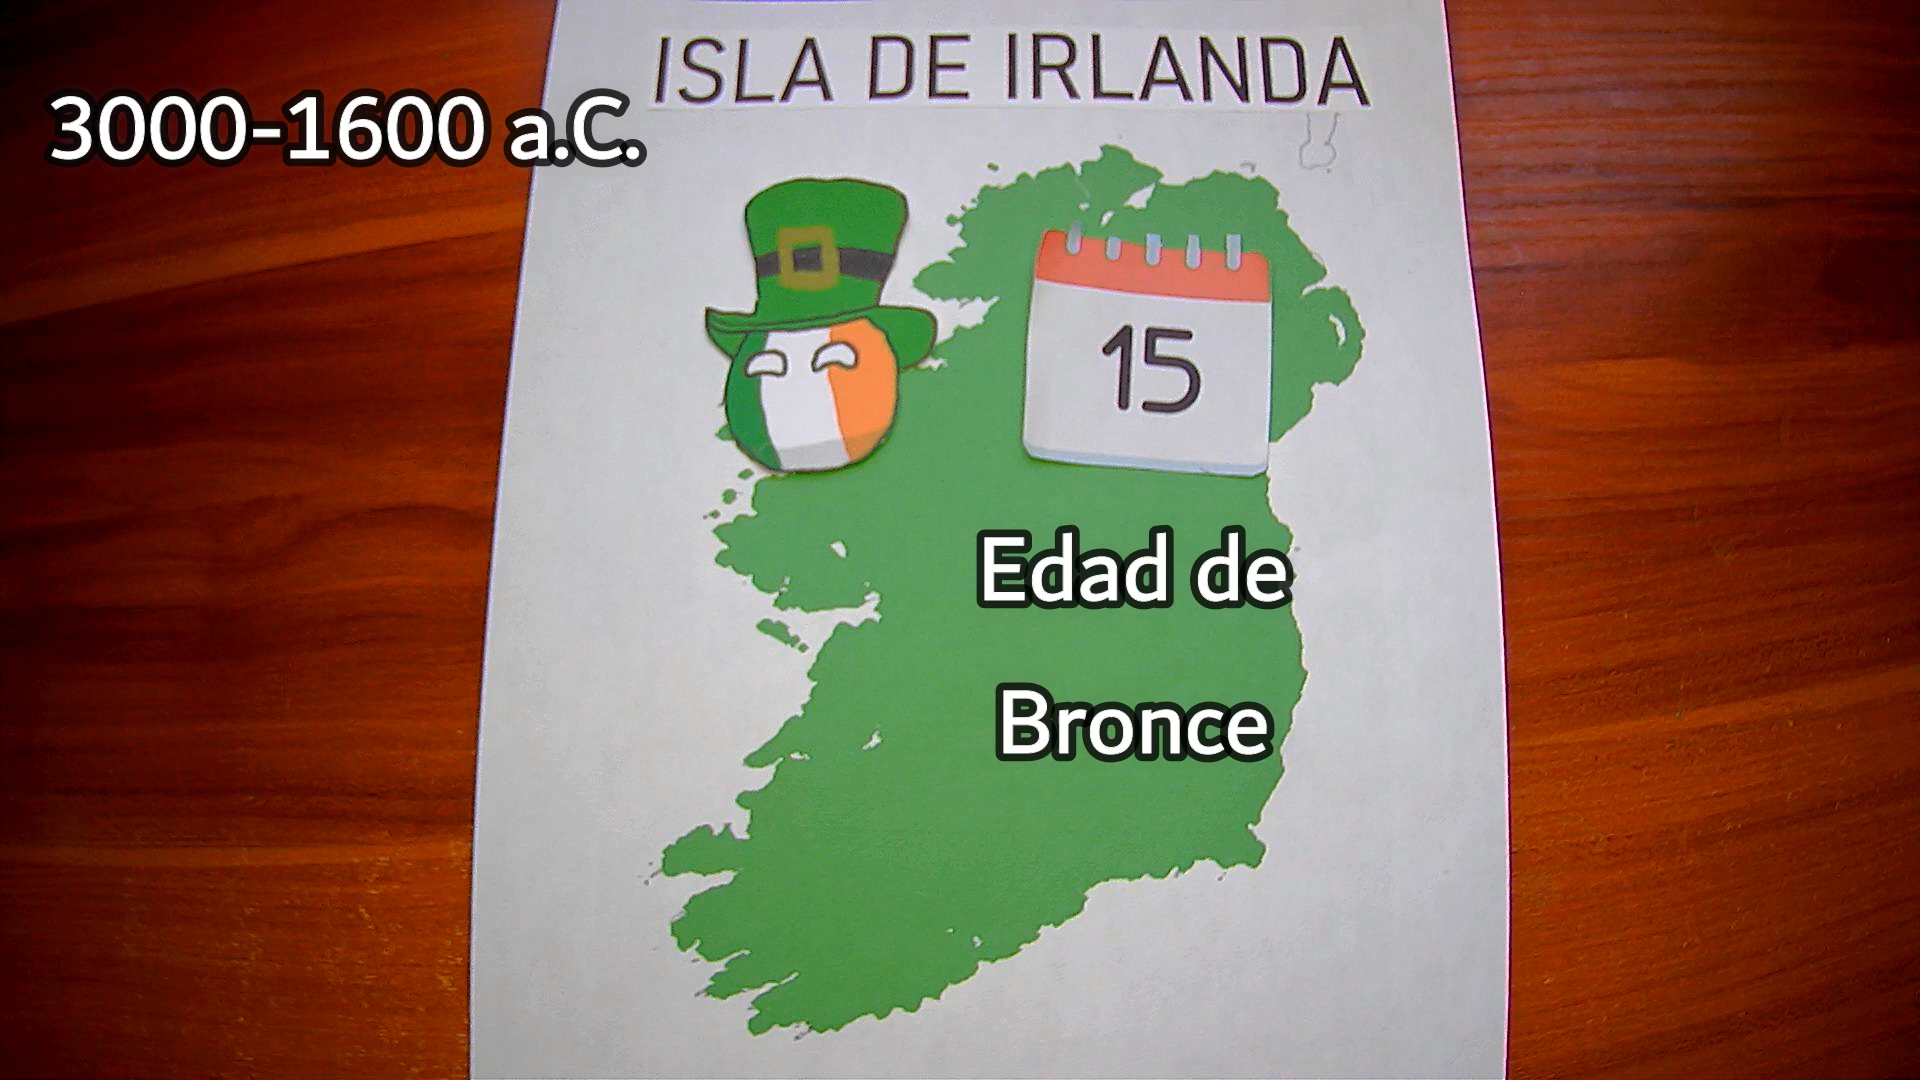 ISLA DE IRLANDA
3000-1600 a.C.
15
Edad de
Bronce